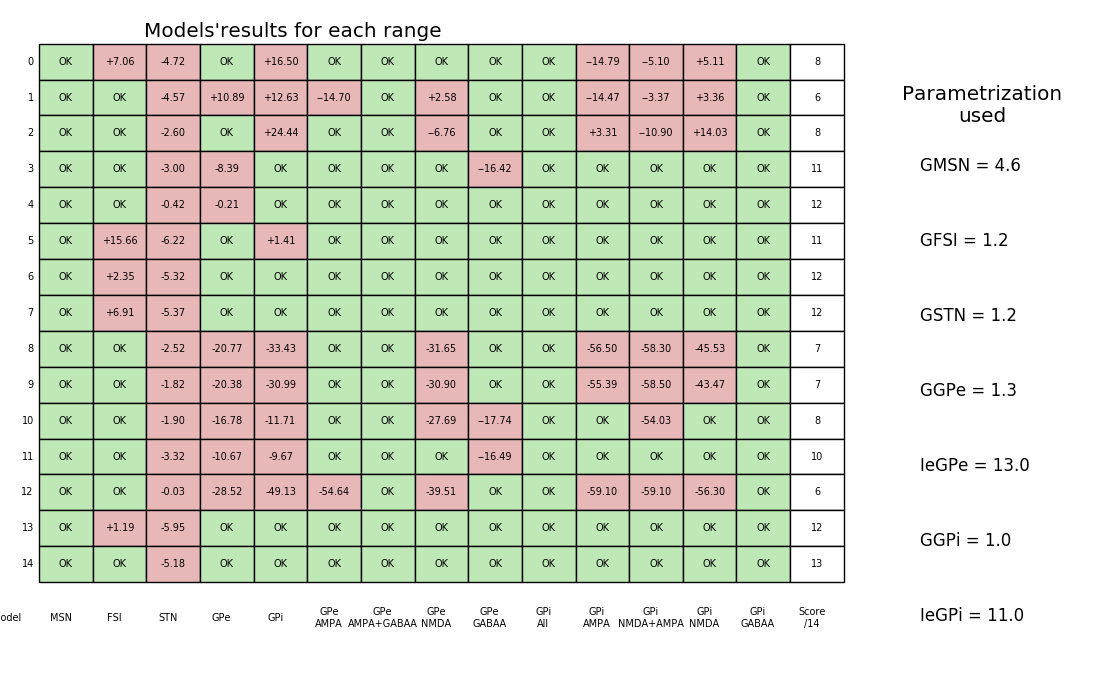 Models'results for each range
0 OK +7.06 -4.72 OK +16.50 OK OK OK OK OK --14.79 --5.10 +5.11 OK 8
1 OK OK -4.57 +10.89 +12.63 --14.70 OK +2.58 OK OK --14.47 --3.37 +3.36 OK 6
2 OK OK -2.60 OK +24.44 OK OK --6.76 OK OK +3.31 --10.90 +14.03 OK 8
3 OK OK -3.00 -8.39 OK OK OK OK --16.42 OK OK OK OK OK 11
4 OK OK -0.42 -0.21 OK OK OK OK OK OK OK OK OK OK 12
5 OK +15.66 -6.22 OK +1.41 OK OK OK OK OK OK OK OK OK 11
6 OK +2.35 -5.32 OK OK OK OK OK OK OK OK OK OK OK 12
7 OK +6.91 -5.37 OK OK OK OK OK OK OK OK OK OK OK 12
8 OK OK -2.52 -20.77 -33.43 OK OK -31.65 OK OK -56.50 -58.30 -45.53 OK 7
9 OK OK -1.82 -20.38 -30.99 OK OK -30.90 OK OK -55.39 -58.50 -43.47 OK 7
10 OK OK -1.90 -16.78 -11.71 OK OK -27.69 --17.74 OK OK -54.03 OK OK 8
11 OK OK -3.32 -10.67 -9.67 OK OK OK --16.49 OK OK OK OK OK 10
12 OK OK -0.03 -28.52 -49.13 -54.64 OK -39.51 OK OK -59.10 -59.10 -56.30 OK 6
13 OK +1.19 -5.95 OK OK OK OK OK OK OK OK OK OK OK 12
14 OK OK -5.18 OK OK OK OK OK OK OK OK OK OK OK 13
odel MSN FSI STN GPe GPi GPe AMPA GPe AMPA+GABAA GPe NMDA GPe GABAA GPi All GPi AMPA GPi NMDA+AMPA GPi NMDA GPi GABAA Score /14
Parametrization
used
GMSN = 4.6
GFSI = 1.2
GSTN = 1.2
GGPe = 1.3
IeGPe = 13.0
GGPi = 1.0
IeGPi = 11.0